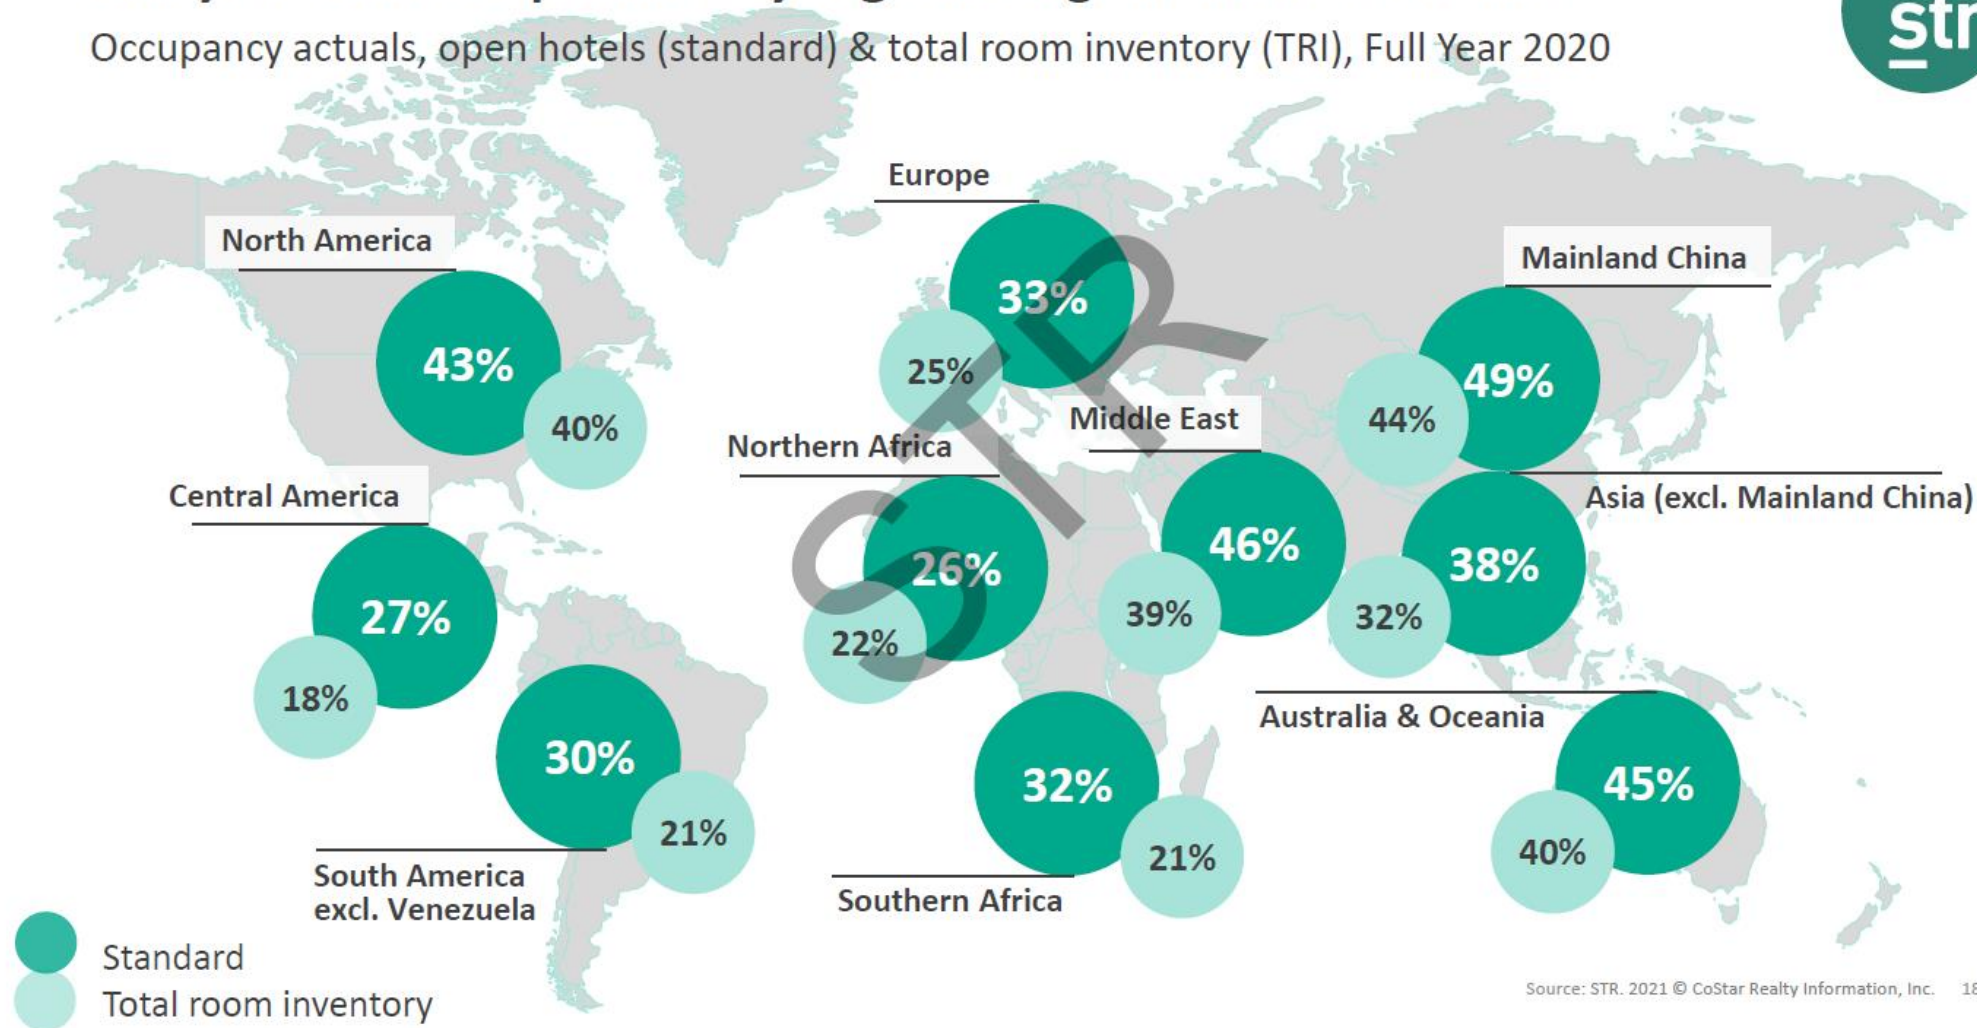 Occupancy actuals, open hotels (standard) & total room inventory (TRI), Full Year 2020
str
Europe
33%
25%
North America
43%
40%
Mainland China
49%
44%
Middle East
46%
39%
Northern Africa
26%
22%
Central America
27%
18%
Asia (excl. Mainland China)
38%
32%
30%
21%
South America
excl. Venezuela
32%
21%
Southern Africa
Australia & Oceania
45%
40%
STR
Standard
Total room inventory
Source: STR. 2021 © CoStar Realty Information, Inc. 18